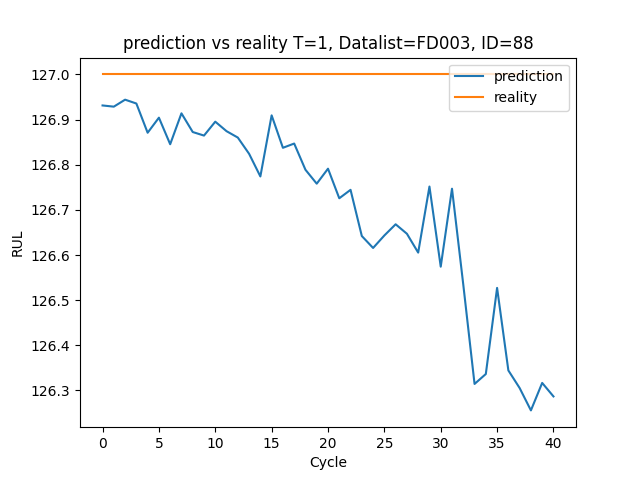 prediction vs reality T=1, Datalist=FD003, ID=88
127.0
126.9
126.8
126.7
126.6
126.5
126.4
126.3
RUL
prediction
reality
0 5 10 15 20 25 30 35 40
Cycle